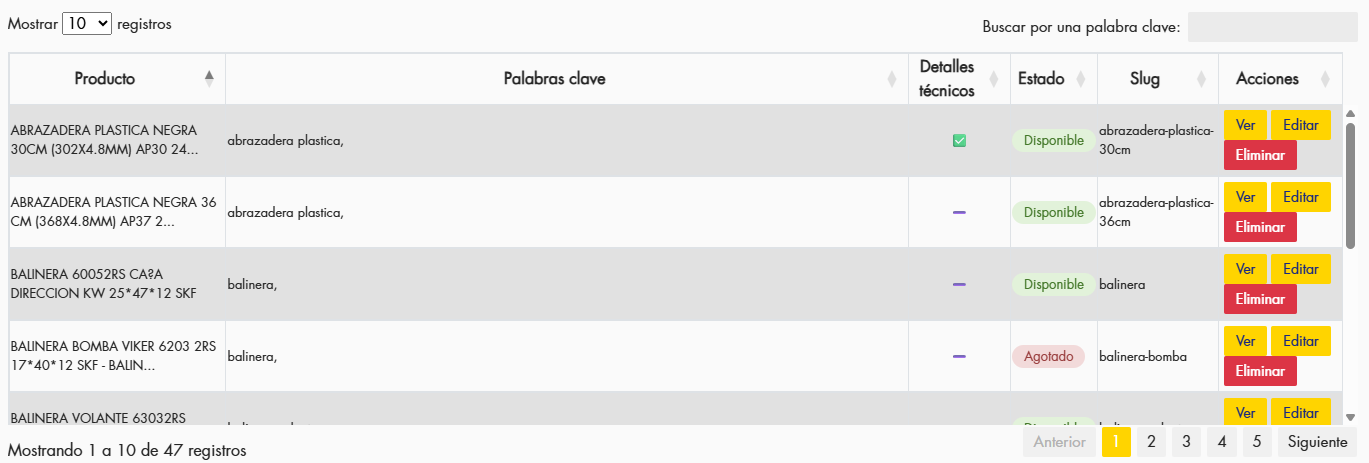 Mostrar 10 registros
Buscar por una palabra clave:
Producto Palabras clave Detalles técnicos Estado Slug Acciones
ABRAZADERA PLASTICA NEGRA
30CM (302X4.8MM) AP30 24...
abrazadera plastica,
Disponible
abrazadera-plastica-
30cm
Ver Editar
Eliminar
ABRAZADERA PLASTICA NEGRA 36
CM (368X4.8MM) AP37 2...
abrazadera plastica,
Disponible
abrazadera-plastica-
36cm
Ver Editar
Eliminar
BALINERA 60052RS CA?A
DIRECCION KW 25*47*12 SKF
balinera,
Disponible
balinera
Ver Editar
Eliminar
BALINERA BOMBA VIKER 6203 2RS
17*40*12 SKF - BALIN...
balinera,
Agotado
balinera-bomba
Ver Editar
Eliminar
BALINERA VOLANTE 63032RS
Ver Editar
Mostrando 1 a 10 de 47 registros
Anterior 1 2 3 4 5 Siguiente